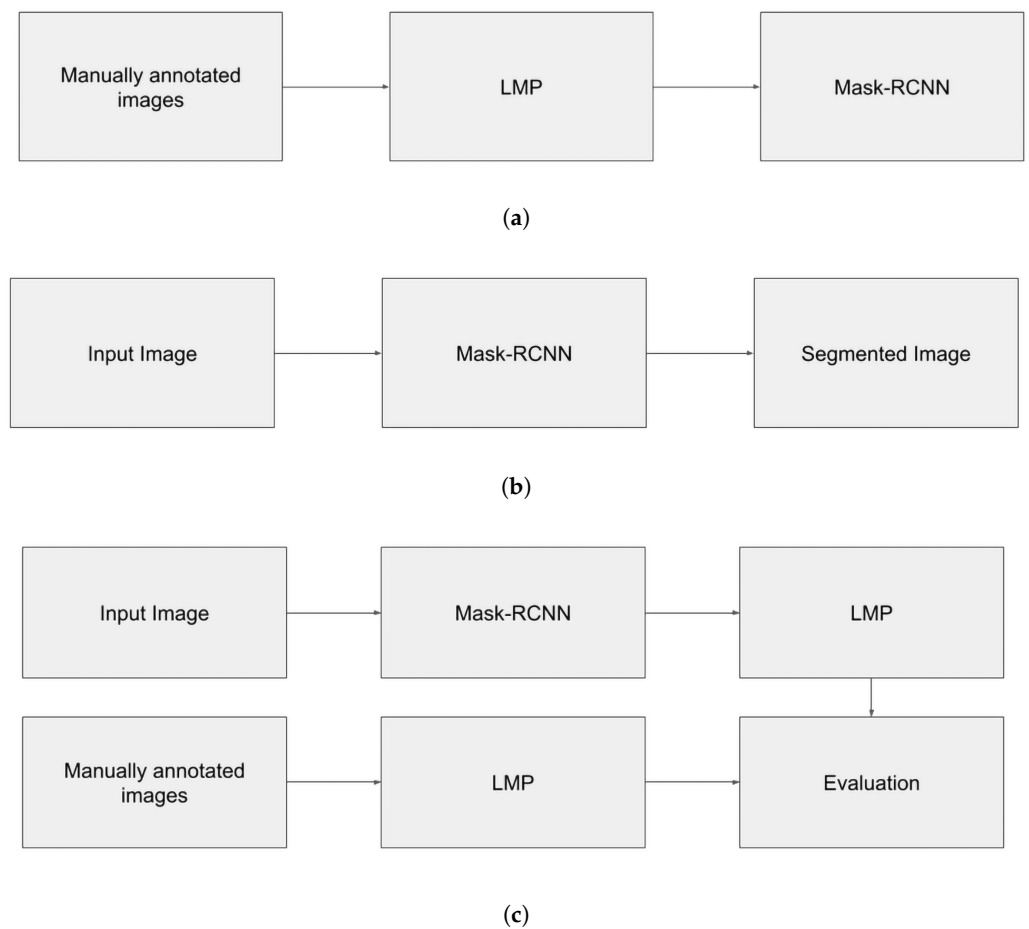 Manually annotated
images
LMP
Mask-RCNN
(a)
Input Image
Mask-RCNN
Segmented Image
(b)
Input Image
Mask-RCNN
LMP
Manually annotated
images
LMP
Evaluation
(c)